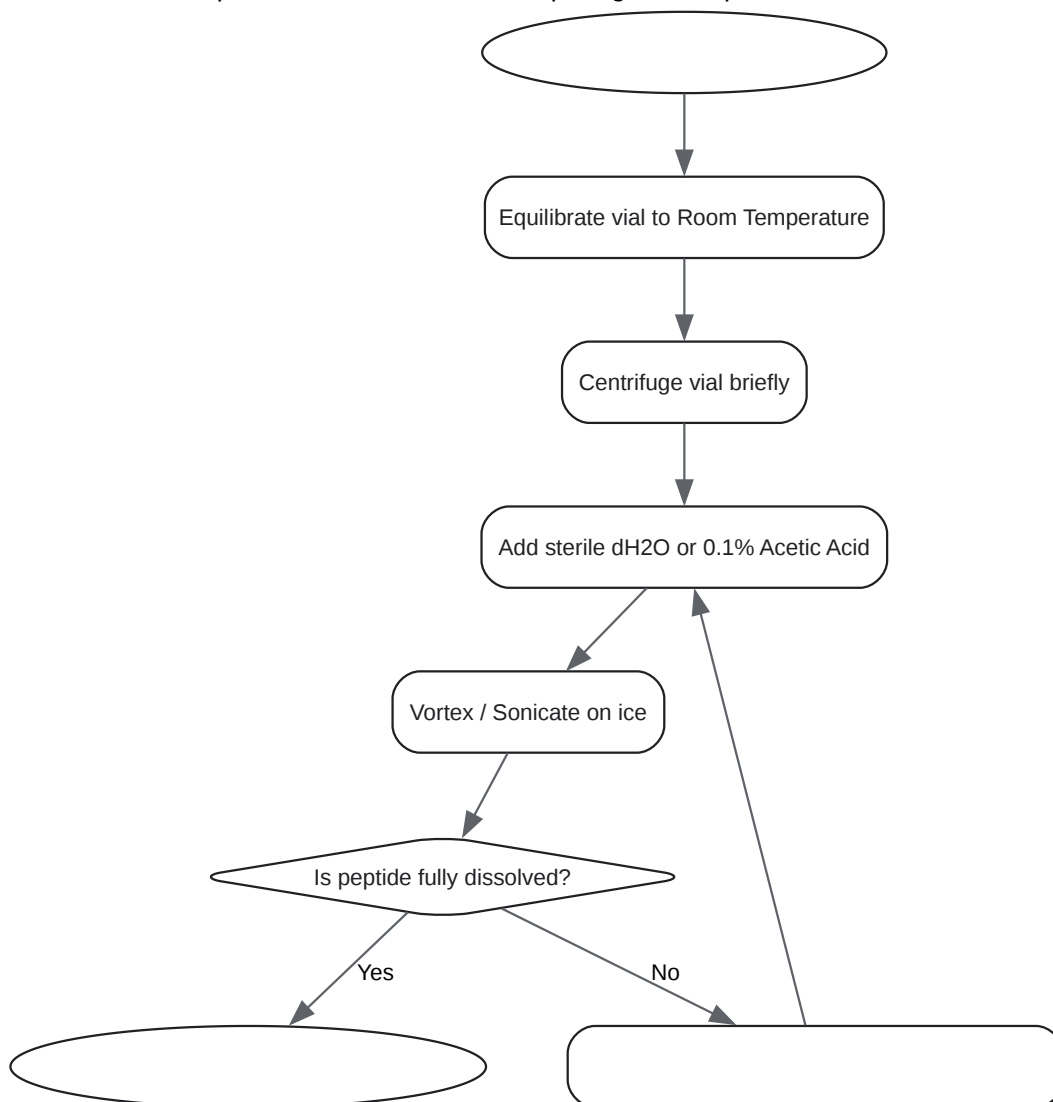 Equilibrate vial to Room Temperature
Centrifuge vial briefly
Add sterile dH2O or 0.1% Acetic Acid
Vortex / Sonicate on ice
Is peptide fully dissolved?
Yes
No